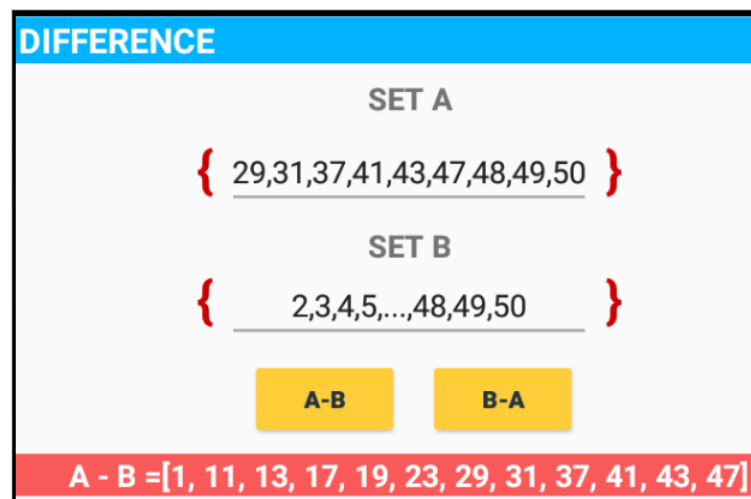 DIFFERENCE
SET A
{ 29,31,37,41,43,47,48,49,50 }
SET B
{ 2,3,4,5,...,48,49,50 }
A-B B-A
A - B =[1, 11, 13, 17, 19, 23, 29, 31, 37, 41, 43, 47]